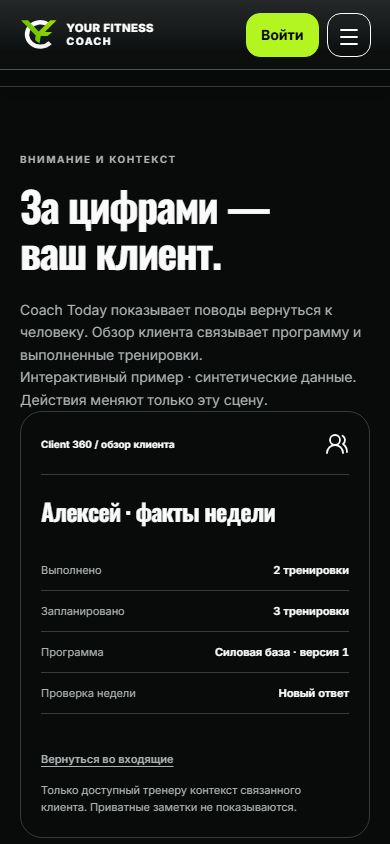 YOUR FITNESS
COACH
Войти
ВНИМАНИЕ И КОНТЕКСТ
За цифрами —
ваш клиент.
Coach Today показывает поводы вернуться к
человеку. Обзор клиента связывает программу и
выполненные тренировки.
Интерактивный пример · синтетические данные.
Действия меняют только эту сцену.
Client 360 / обзор клиента
Алексей · факты недели
Выполнено 2 тренировки
Запланировано 3 тренировки
Программа Силовая база · версия 1
Проверка недели Новый ответ
Вернуться во входящие
Только доступный тренеру контекст связанного
клиента. Приватные заметки не показываются.